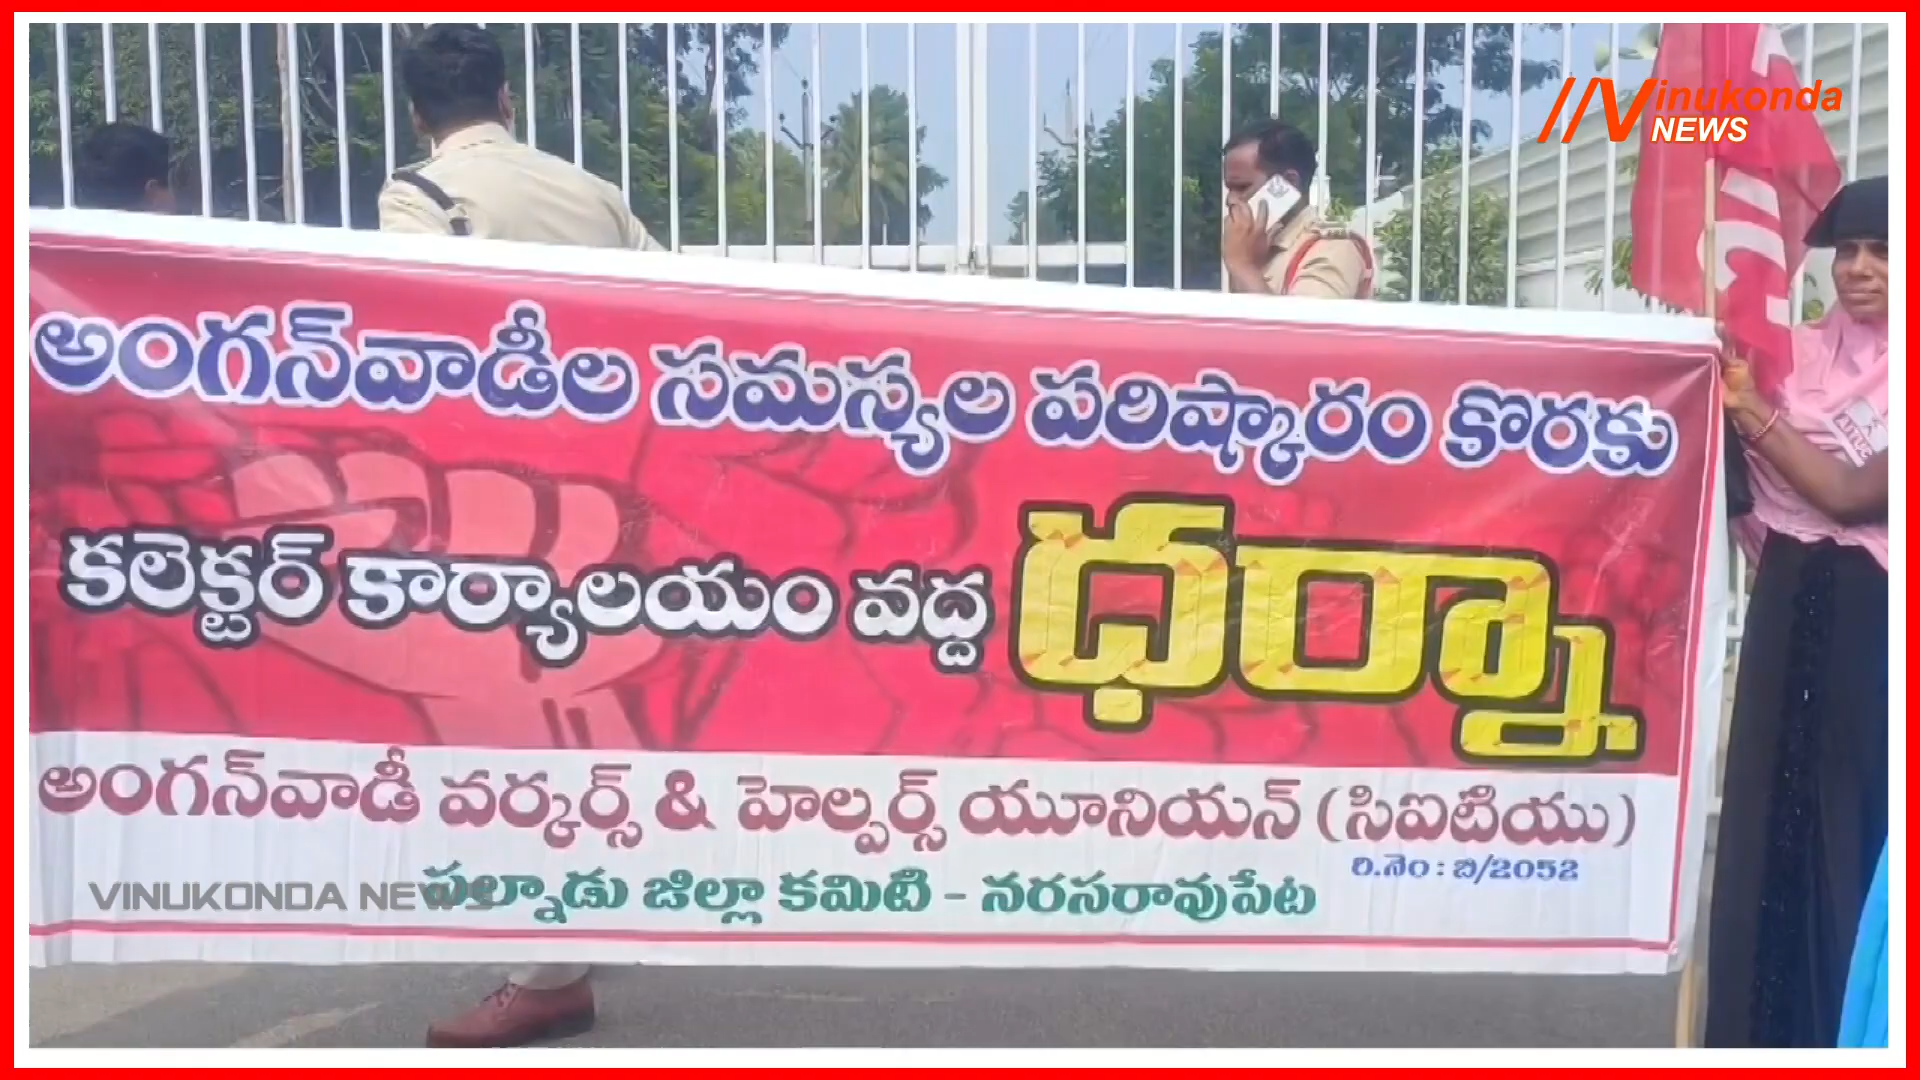 Vinukonda
NEWS
అంగన్‌వాడీల సమస్యల పరిష్కారం కొరకు
కలెక్టర్ కార్యాలయం వద్ద ధర్నా
అంగన్‌వాడీ వర్కర్స్ & హెల్పర్స్ యూనియన్ (సిఐటియు)
రి.నెం : బి/2052
పల్నాడు జిల్లా కమిటి - నరసరావుపేట
VINUKONDA NEWS